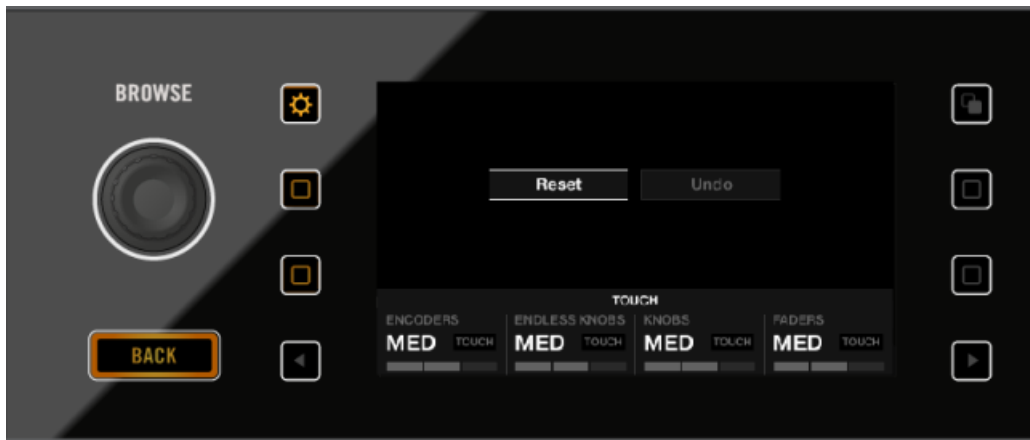 BROWSE
Reset Undo
TOUCH
ENCODERS ENDLESS KNOBS KNOBS FADERS
MED TOUCH MED TOUCH MED TOUCH MED TOUCH
BACK